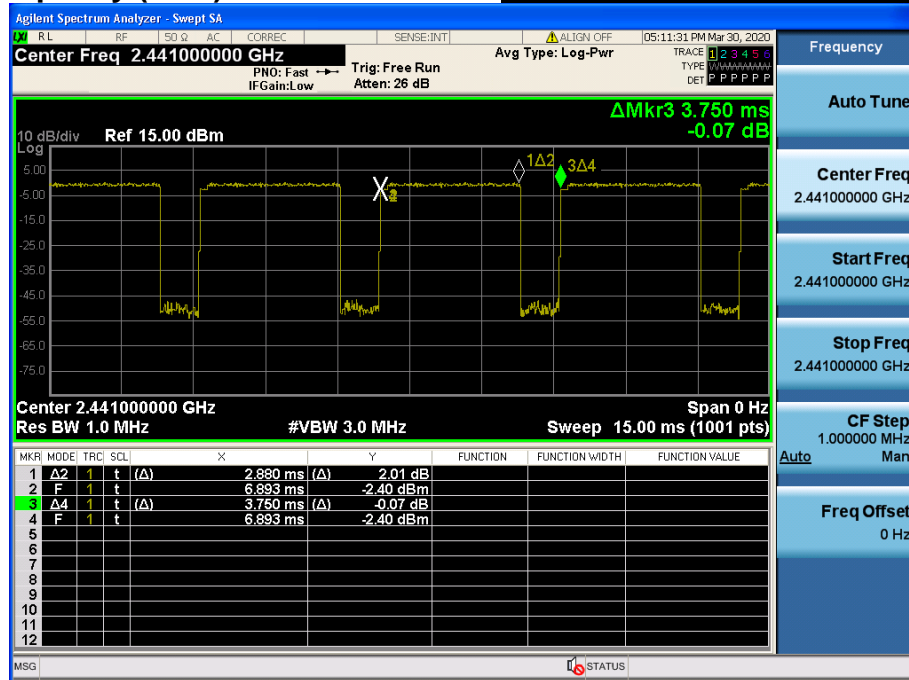 Agilent Spectrum Analyzer - Swept SA
LXI RL RF 50 Ω AC CORREC SENSE:INT ALIGN OFF 05:11:31 PM Mar 30, 2020
Center Freq 2.441000000 GHz Avg Type: Log-Pwr TRACE 1 2 3 4 5 6
PNO: Fast Trig: Free Run TYPE WWWWWW
IFGain:Low Atten: 26 dB DET P P P P P P
ΔMkr3 3.750 ms
10 dB/div Ref 15.00 dBm -0.07 dB
Log
5.00
1Δ2 3Δ4
-5.00
-15.0
-25.0
-35.0
-45.0
-55.0
-65.0
-75.0
Center 2.441000000 GHz Span 0 Hz
Res BW 1.0 MHz #VBW 3.0 MHz Sweep 15.00 ms (1001 pts)
MKR MODE TRC SCL X Y FUNCTION FUNCTION WIDTH FUNCTION VALUE
1 Δ2 1 t (Δ) 2.880 ms (Δ) 2.01 dB
2 F 1 t 6.893 ms -2.40 dBm
3 Δ4 1 t (Δ) 3.750 ms (Δ) -0.07 dB
4 F 1 t 6.893 ms -2.40 dBm
5
6
7
8
9
10
11
12
MSG STATUS
Frequency
Auto Tune
Center Freq
2.441000000 GHz
Start Freq
2.441000000 GHz
Stop Freq
2.441000000 GHz
CF Step
1.000000 MHz
Auto Man
Freq Offset
0 Hz